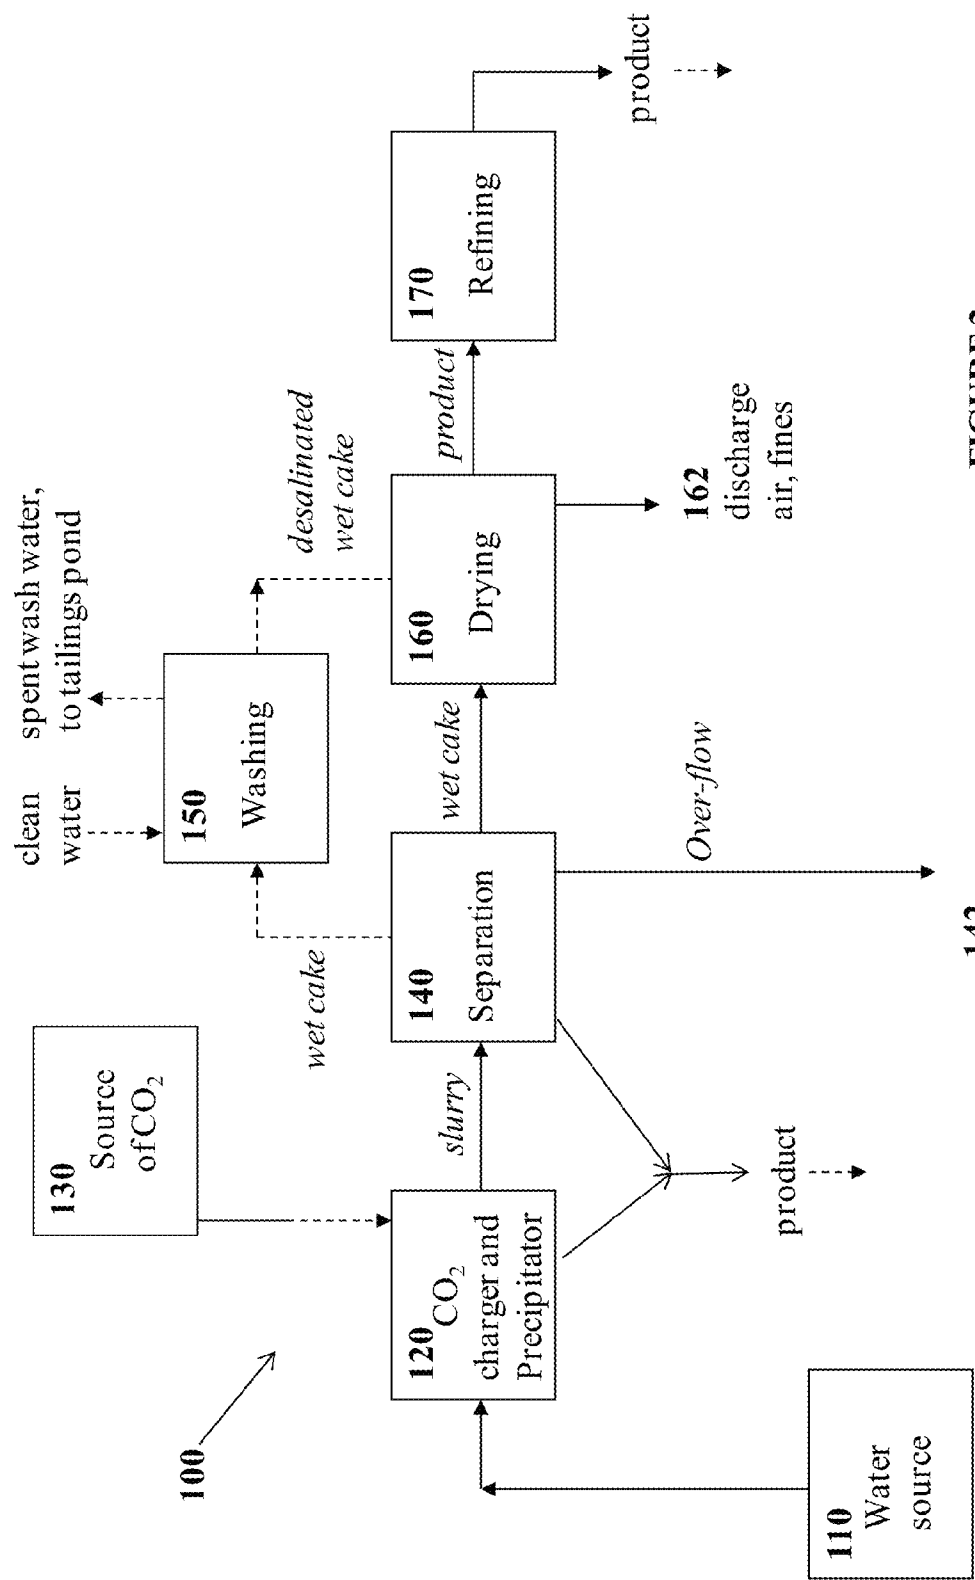 100
130
Source
of CO2
clean
water
spent wash water,
to tailings pond
150
Washing
wet cake
desalinated
wet cake
120
CO2
charger and
Precipitator
slurry
140
Separation
wet cake
160
Drying
product
170
Refining
product
110
Water
source
product
Over-flow
162
discharge
air, fines